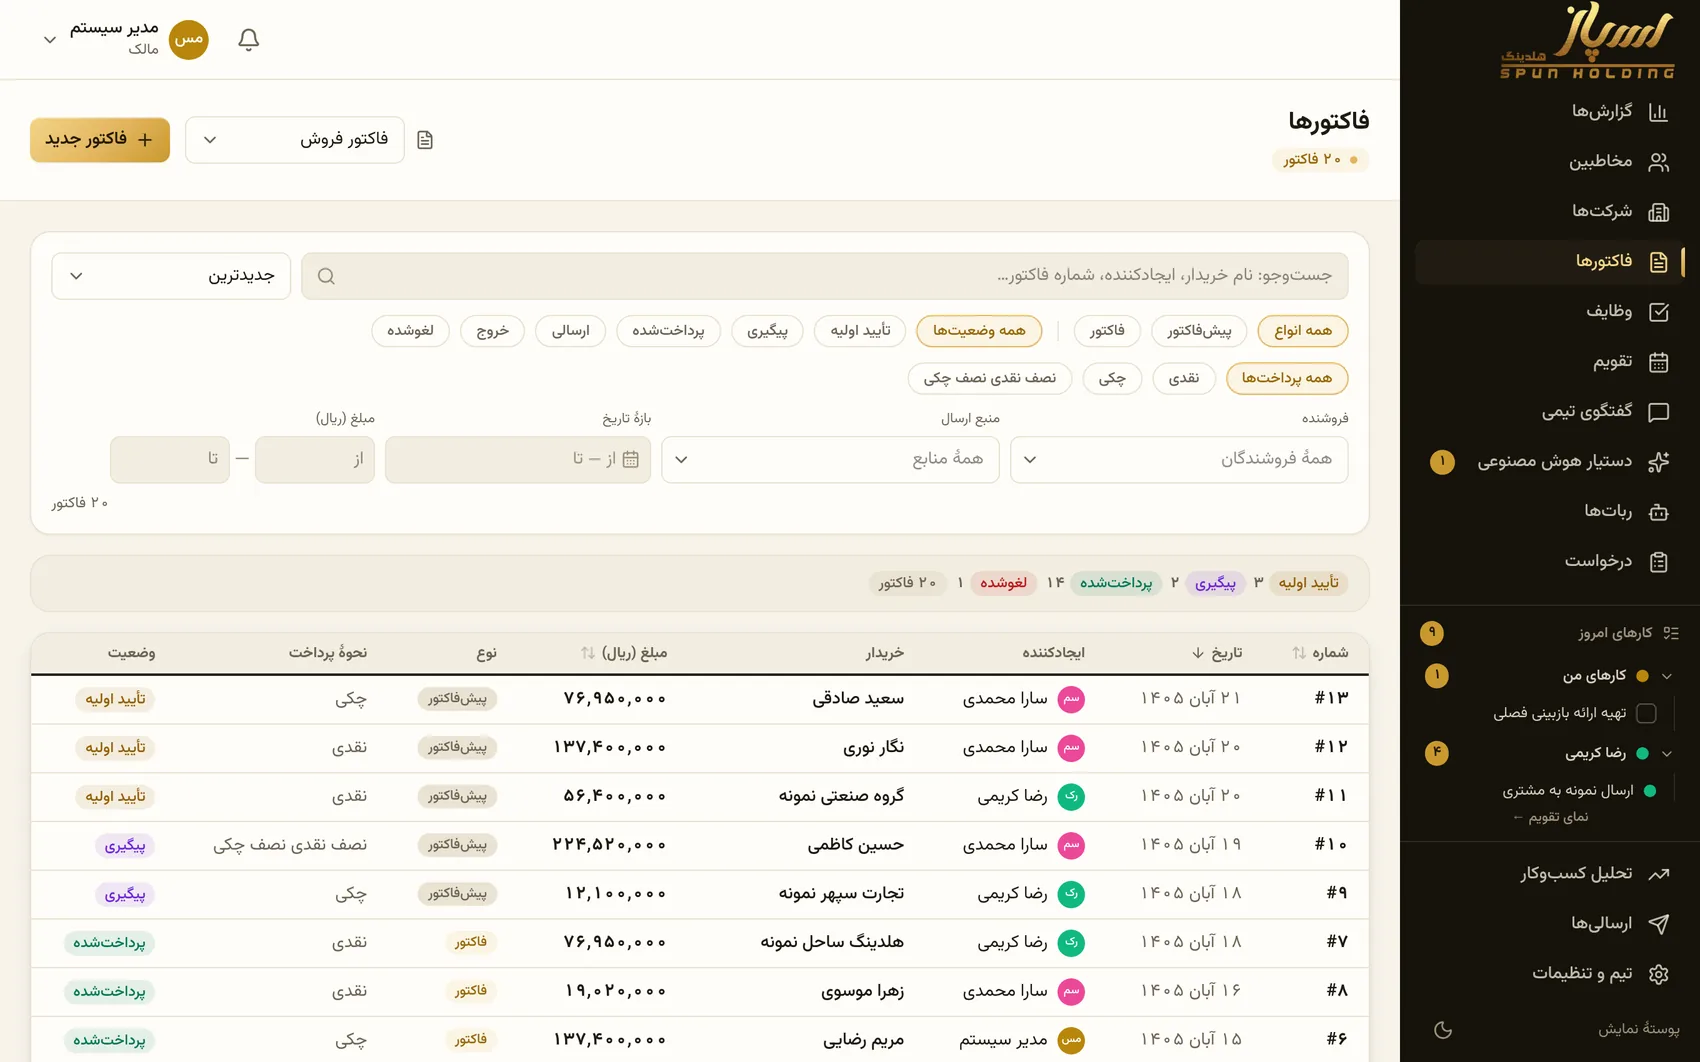 اسپاز
هلدینگ
SPUN HOLDING
گزارش‌ها
مخاطبین
شرکت‌ها
فاکتورها
وظایف
تقویم
گفتگوی تیمی
دستیار هوش مصنوعی ۱
ربات‌ها
درخواست
کارهای امروز ۹
کارهای من ۱
تهیه ارائه بازبینی فصلی
رضا کریمی ۴
ارسال نمونه به مشتری
نمای تقویم ←
تحلیل کسب‌وکار
ارسالی‌ها
تیم و تنظیمات
پوستهٔ نمایش
مس مدیر سیستم
مالک
فاکتورها
۲۰ فاکتور
فاکتور فروش
+ فاکتور جدید
جست‌وجو: نام خریدار، ایجادکننده، شماره فاکتور...
جدیدترین
همه انواع پیش‌فاکتور فاکتور همه وضعیت‌ها تأیید اولیه پیگیری پرداخت‌شده ارسالی خروج لغوشده
همه پرداخت‌ها نقدی چکی نصف نقدی نصف چکی
فروشنده منبع ارسال بازهٔ تاریخ مبلغ (ریال)
همهٔ فروشندگان همهٔ منابع از – تا از — تا
۲۰ فاکتور
تأیید اولیه ۳ پیگیری ۲ پرداخت‌شده ۱۴ لغوشده ۱ ۲۰ فاکتور
شماره تاریخ ایجادکننده خریدار مبلغ (ریال) نوع نحوهٔ پرداخت وضعیت
#۱۳ ۲۱ آبان ۱۴۰۵ سم سارا محمدی سعید صادقی ۷۶,۹۵۰,۰۰۰ پیش‌فاکتور چکی تأیید اولیه
#۱۲ ۲۰ آبان ۱۴۰۵ سم سارا محمدی نگار نوری ۱۳۷,۴۰۰,۰۰۰ پیش‌فاکتور نقدی تأیید اولیه
#۱۱ ۲۰ آبان ۱۴۰۵ رک رضا کریمی گروه صنعتی نمونه ۵۶,۴۰۰,۰۰۰ پیش‌فاکتور نقدی تأیید اولیه
#۱۰ ۱۹ آبان ۱۴۰۵ سم سارا محمدی حسین کاظمی ۲۲۴,۵۲۰,۰۰۰ پیش‌فاکتور نصف نقدی نصف چکی پیگیری
#۹ ۱۸ آبان ۱۴۰۵ رک رضا کریمی تجارت سپهر نمونه ۱۲,۱۰۰,۰۰۰ پیش‌فاکتور چکی پیگیری
#۷ ۱۸ آبان ۱۴۰۵ رک رضا کریمی هلدینگ ساحل نمونه ۷۶,۹۵۰,۰۰۰ فاکتور نقدی پرداخت‌شده
#۸ ۱۶ آبان ۱۴۰۵ سم سارا محمدی زهرا موسوی ۱۹,۰۲۰,۰۰۰ فاکتور نقدی پرداخت‌شده
#۶ ۱۵ آبان ۱۴۰۵ مس مدیر سیستم مریم رضایی ۱۳۷,۴۰۰,۰۰۰ فاکتور چکی پرداخت‌شده